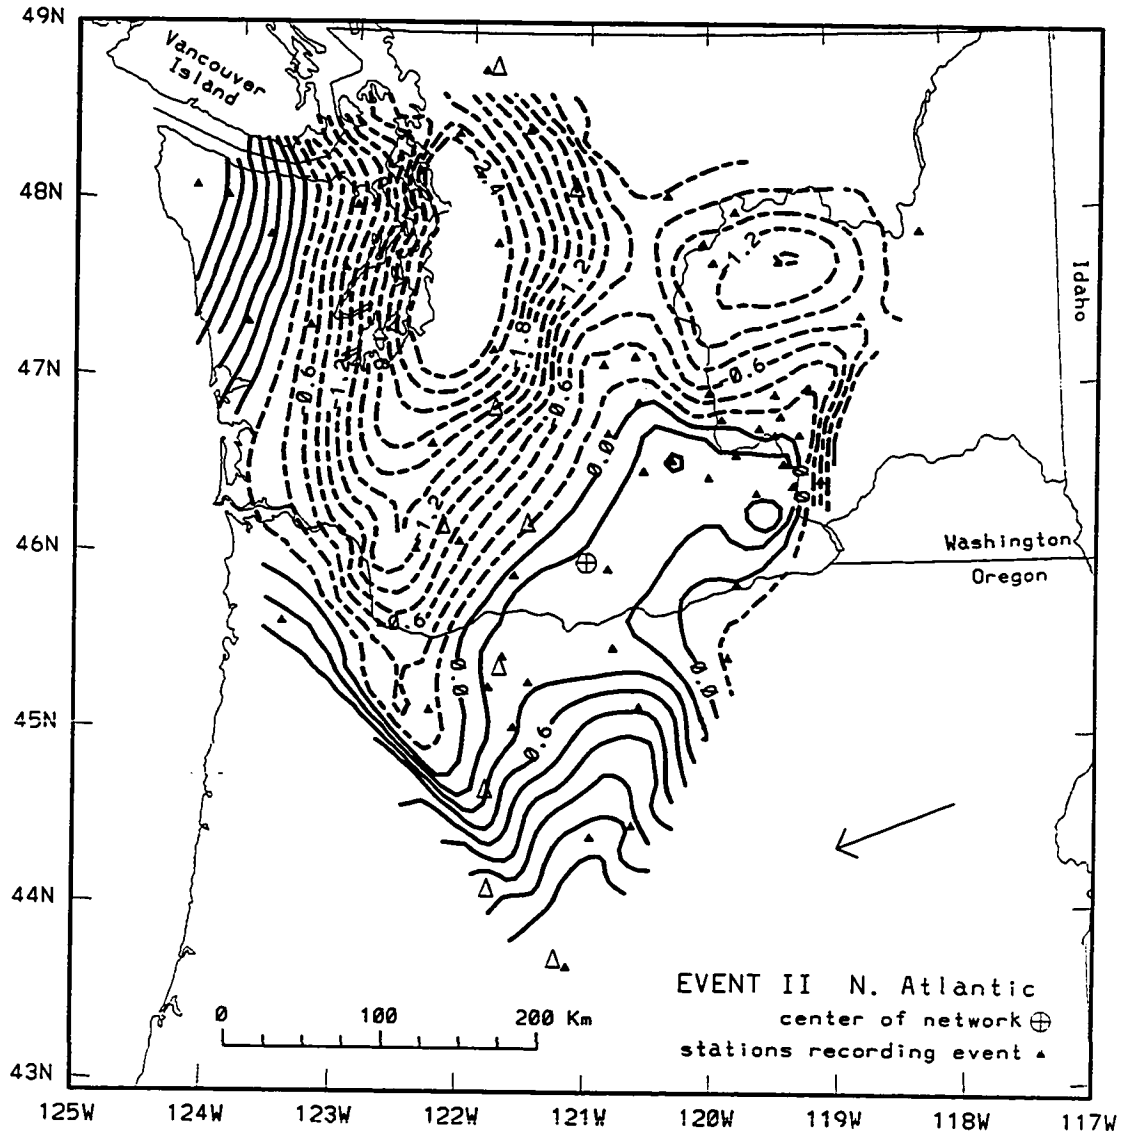 49N
Vancouver
Island
48N
47N
46N
45N
44N
43N
-2.4
-1.2
-1.8
-1.2
-0.6
-0.6
-0.6
0.0
-1.2
-0.6
0.0
0.0
0.6
0.0
Idaho
Washington
Oregon
EVENT II N. Atlantic
center of network
stations recording event
0 100 200 Km
125W 124W 123W 122W 121W 120W 119W 118W 117W